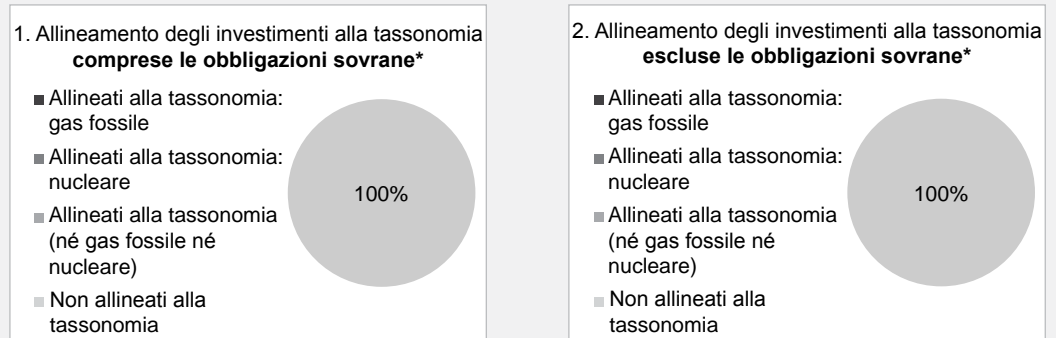 1. Allineamento degli investimenti alla tassonomia
comprese le obbligazioni sovrane*
Allineati alla tassonomia:
gas fossile
Allineati alla tassonomia:
nucleare
Allineati alla tassonomia
(né gas fossile né
nucleare)
Non allineati alla
tassonomia
100%
2. Allineamento degli investimenti alla tassonomia
escluse le obbligazioni sovrane*
Allineati alla tassonomia:
gas fossile
Allineati alla tassonomia:
nucleare
Allineati alla tassonomia
(né gas fossile né
nucleare)
Non allineati alla
tassonomia
100%